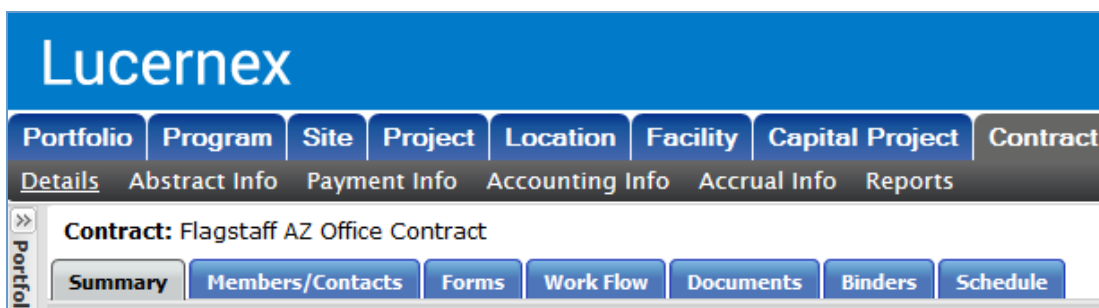 Lucernex
Portfolio Program Site Project Location Facility Capital Project Contract
Details Abstract Info Payment Info Accounting Info Accrual Info Reports
Contract: Flagstaff AZ Office Contract
Summary Members/Contacts Forms Work Flow Documents Binders Schedule